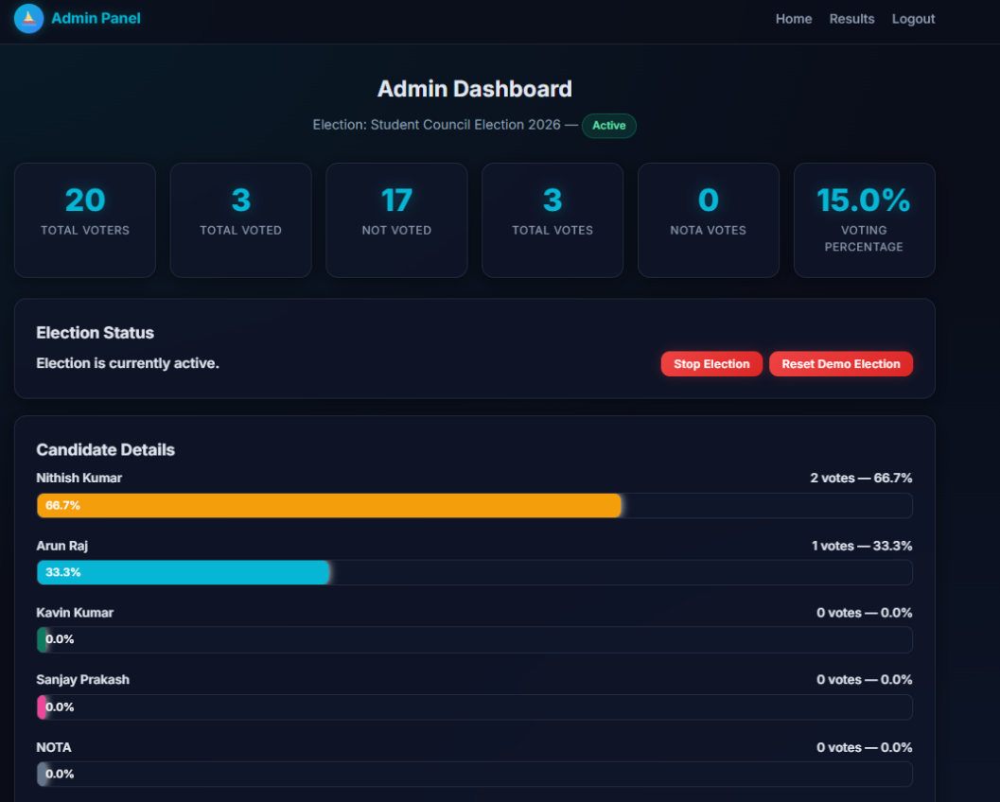 Admin Panel
Home Results Logout
Admin Dashboard
Election: Student Council Election 2026 — Active
20
TOTAL VOTERS
3
TOTAL VOTED
17
NOT VOTED
3
TOTAL VOTES
0
NOTA VOTES
15.0%
VOTING
PERCENTAGE
Election Status
Election is currently active.
Stop Election
Reset Demo Election
Candidate Details
Nithish Kumar 2 votes — 66.7%
66.7%
Arun Raj 1 votes — 33.3%
33.3%
Kavin Kumar 0 votes — 0.0%
0.0%
Sanjay Prakash 0 votes — 0.0%
0.0%
NOTA 0 votes — 0.0%
0.0%